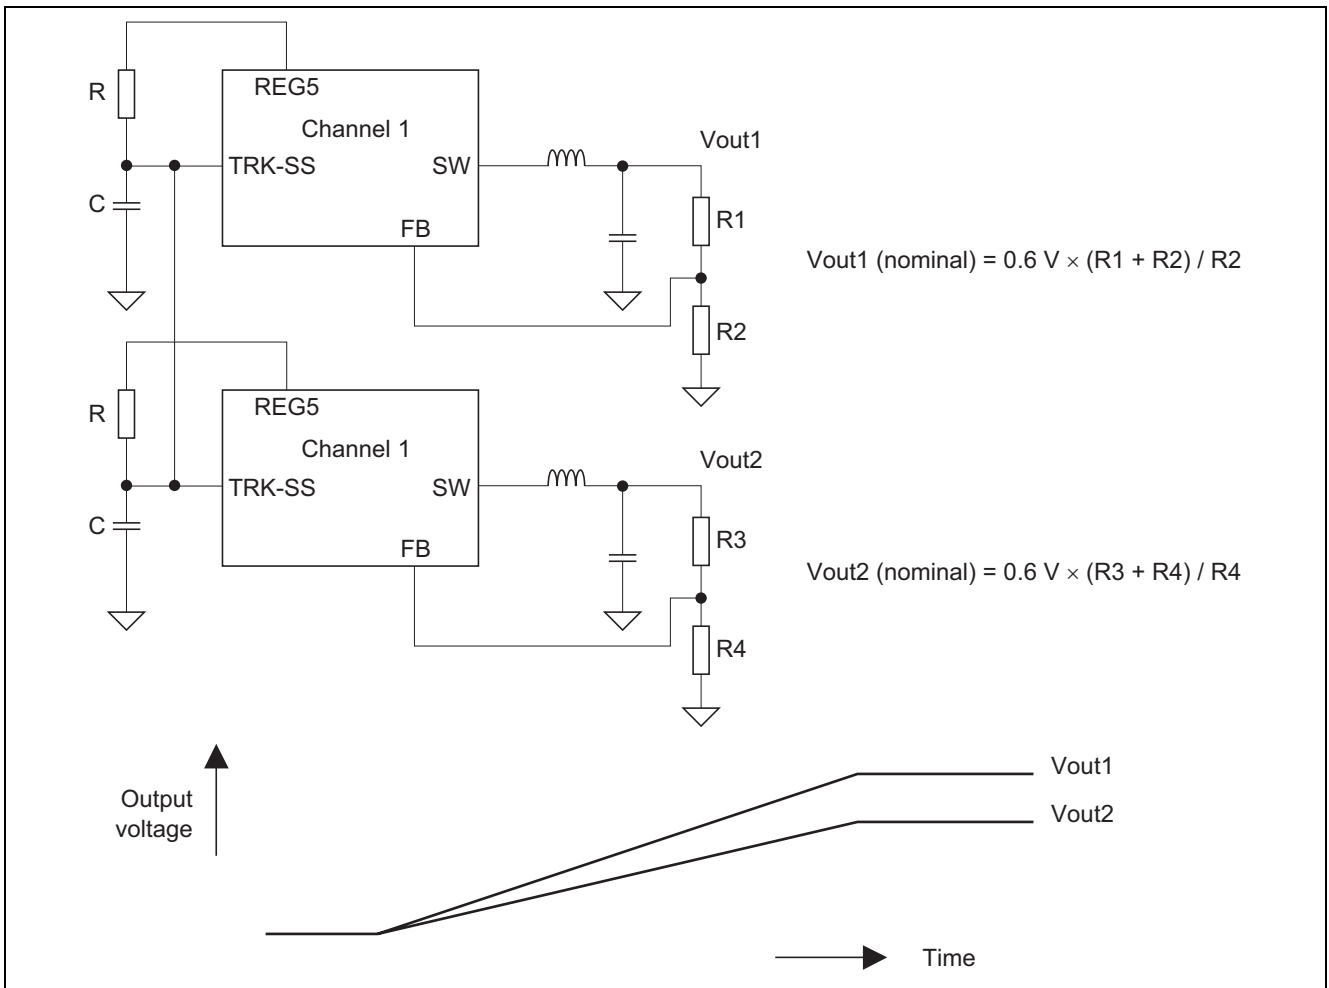 R
REG5
Channel 1
TRK-SS
SW
FB
C
Vout1
R1
R2
Vout1 (nominal) = 0.6 V × (R1 + R2) / R2
R
REG5
Channel 1
TRK-SS
SW
FB
C
Vout2
R3
R4
Vout2 (nominal) = 0.6 V × (R3 + R4) / R4
Output
voltage
Vout1
Vout2
Time